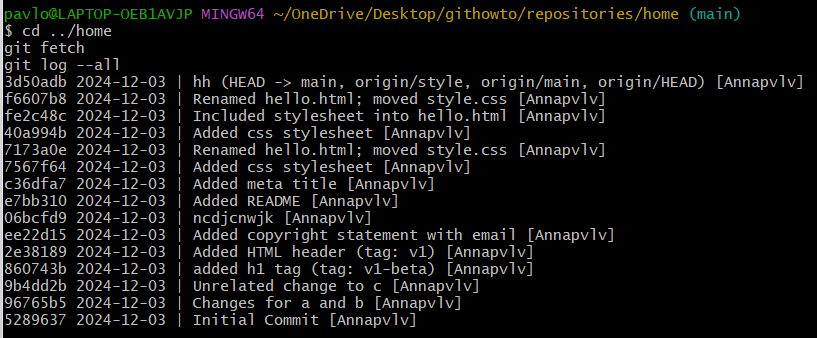 pavlo@LAPTOP-OEB1AVJP MINGW64 ~/OneDrive/Desktop/githowto/repositories/home (main)
$ cd ../home
git fetch
git log --all
3d50adb 2024-12-03 | hh (HEAD -> main, origin/style, origin/main, origin/HEAD) [Annapvlv]
f6607b8 2024-12-03 | Renamed hello.html; moved style.css [Annapvlv]
fe2c48c 2024-12-03 | Included stylesheet into hello.html [Annapvlv]
40a994b 2024-12-03 | Added css stylesheet [Annapvlv]
7173a0e 2024-12-03 | Renamed hello.html; moved style.css [Annapvlv]
7567f64 2024-12-03 | Added css stylesheet [Annapvlv]
c36dfa7 2024-12-03 | Added meta title [Annapvlv]
e7bb310 2024-12-03 | Added README [Annapvlv]
06bcfd9 2024-12-03 | ncdjcnwjk [Annapvlv]
ee22d15 2024-12-03 | Added copyright statement with email [Annapvlv]
2e38189 2024-12-03 | Added HTML header (tag: v1) [Annapvlv]
860743b 2024-12-03 | added h1 tag (tag: v1-beta) [Annapvlv]
9b4dd2b 2024-12-03 | Unrelated change to c [Annapvlv]
96765b5 2024-12-03 | Changes for a and b [Annapvlv]
5289637 2024-12-03 | Initial Commit [Annapvlv]